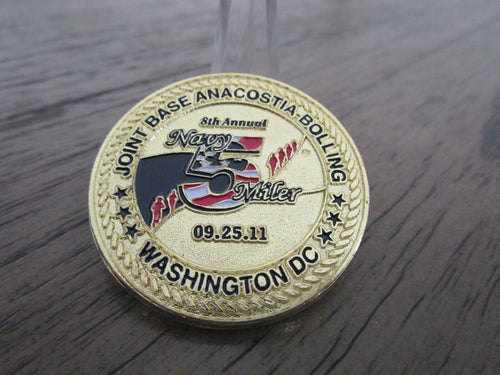 JOINT BASE ANACOSTIA-BOLLING
8th Annual
Navy
5
Miler
09.25.11
WASHINGTON DC